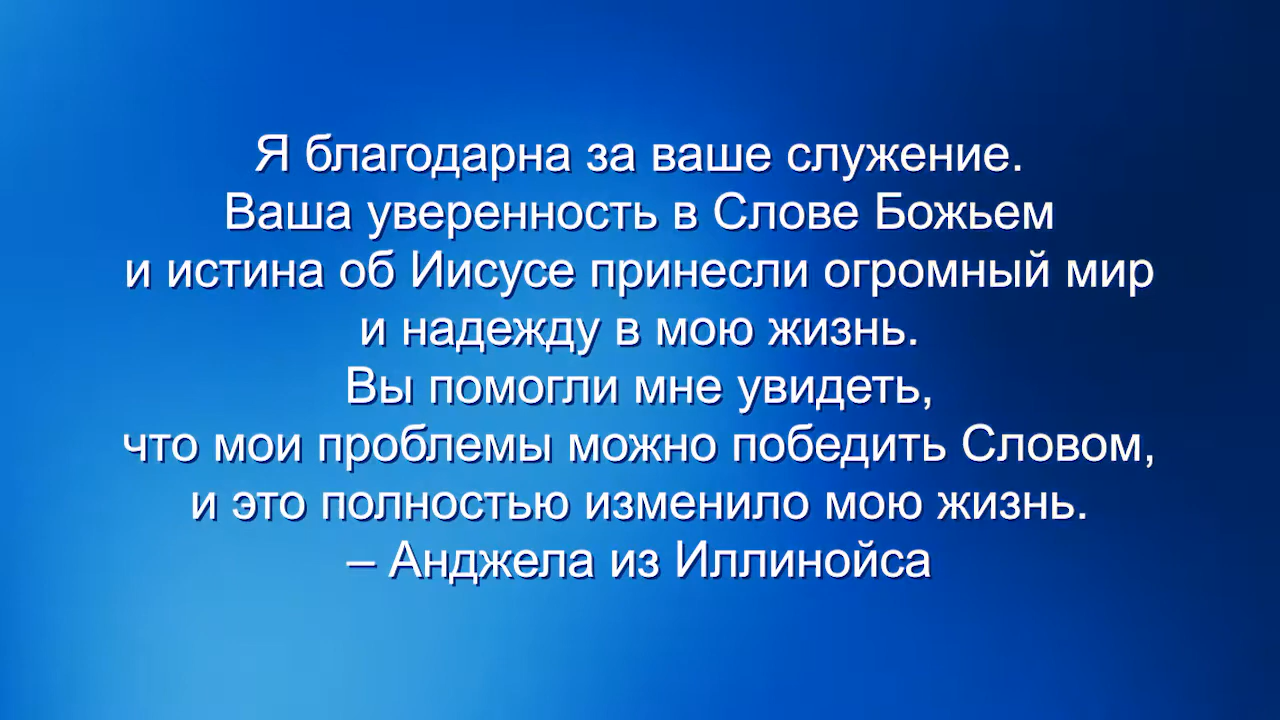 Я благодарна за ваше служение.
Ваша уверенность в Слове Божьем
и истина об Иисусе принесли огромный мир
и надежду в мою жизнь.
Вы помогли мне увидеть,
что мои проблемы можно победить Словом,
и это полностью изменило мою жизнь.
– Анджела из Иллинойса